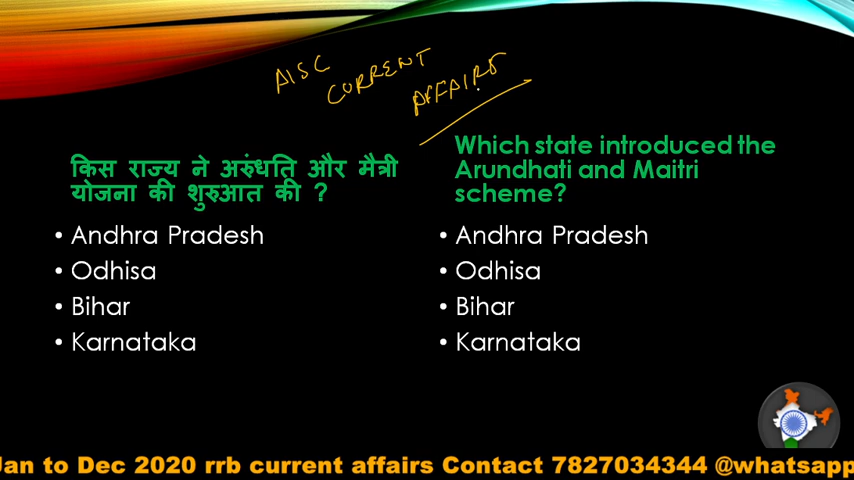 AISC
CURRENT
AFFAIRS
किस राज्य ने अरुंधति और मैत्री
योजना की शुरुआत की ?
• Andhra Pradesh
• Odhisa
• Bihar
• Karnataka
Which state introduced the
Arundhati and Maitri
scheme?
• Andhra Pradesh
• Odhisa
• Bihar
• Karnataka
Jan to Dec 2020 rrb current affairs Contact 7827034344 @whatsapp